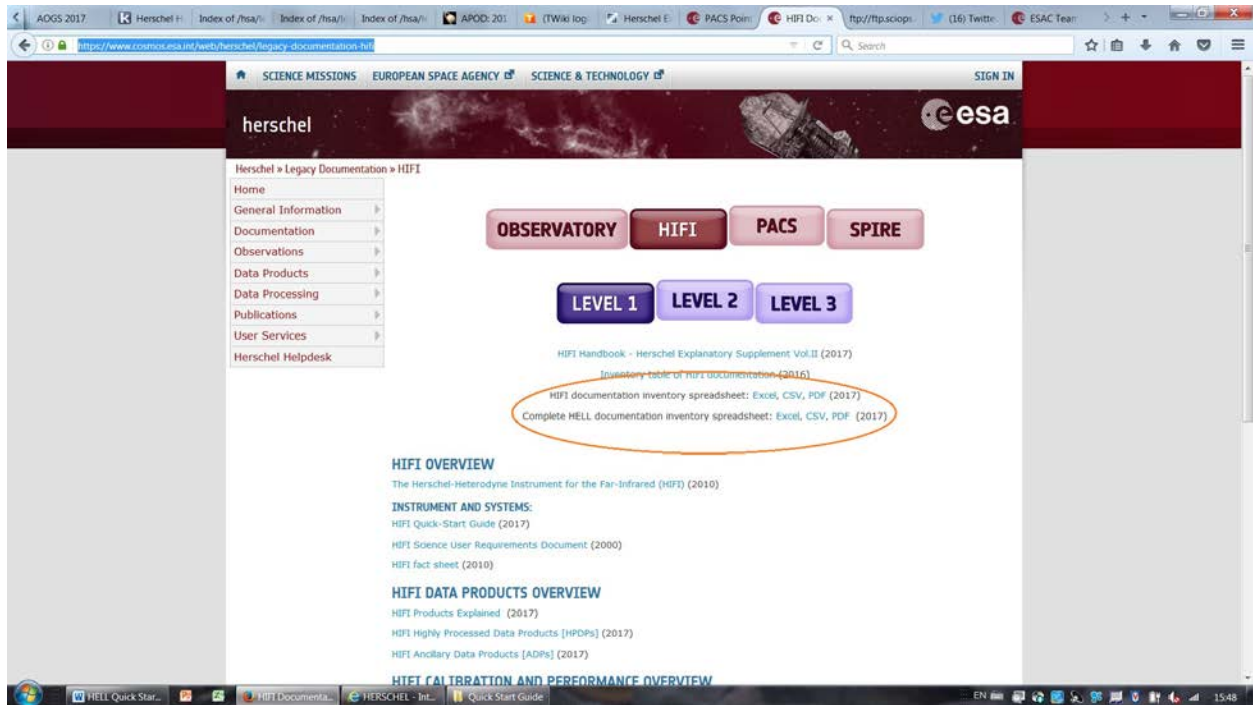 AOGS 2017 Herschel H Index of /hsa/ Index of /hsa/ Index of /hsa/ APOD: 201 (TWiki log Herschel E PACS Poin HIFI Do ftp://ftp.sciops. (16) Twitte ESAC Tean
https://www.cosmos.esa.int/web/herschel/legacy-documentation-hifi Search
SCIENCE MISSIONS EUROPEAN SPACE AGENCY SCIENCE & TECHNOLOGY SIGN IN
herschel esa
Herschel » Legacy Documentation » HIFI
Home
General Information
Documentation
Observations
Data Products
Data Processing
Publications
User Services
Herschel Helpdesk
OBSERVATORY HIFI PACS SPIRE
LEVEL 1 LEVEL 2 LEVEL 3
HIFI Handbook - Herschel Explanatory Supplement Vol.II (2017)
Inventory table of HIFI documentation (2016)
HIFI documentation inventory spreadsheet: Excel, CSV, PDF (2017)
Complete HELL documentation inventory spreadsheet: Excel, CSV, PDF (2017)
HIFI OVERVIEW
The Herschel-Heterodyne Instrument for the Far-Infrared (HIFI) (2010)
INSTRUMENT AND SYSTEMS:
HIFI Quick-Start Guide (2017)
HIFI Science User Requirements Document (2000)
HIFI fact sheet (2010)
HIFI DATA PRODUCTS OVERVIEW
HIFI Products Explained (2017)
HIFI Highly Processed Data Products [HPDPs] (2017)
HIFI Ancillary Data Products [ADPs] (2017)
HIFI CALIBRATION AND PERFORMANCE OVERVIEW
HELL Quick Star... HIFI Documenta... HERSCHEL - Int... Quick Start Guide EN 15:48